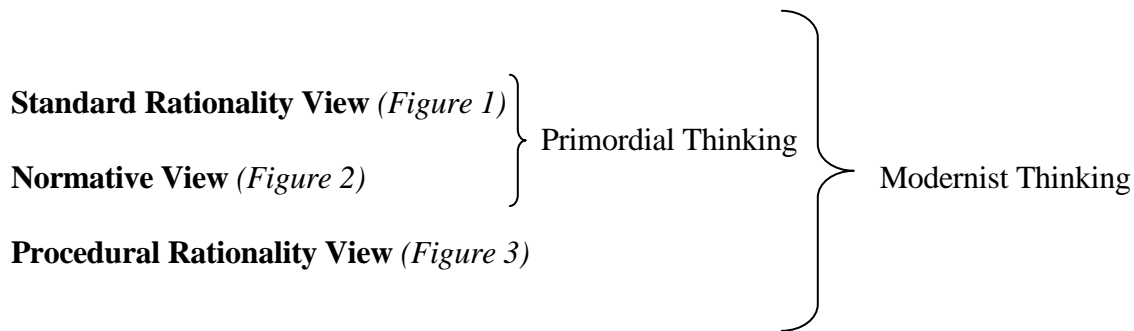 Standard Rationality View (Figure 1)
Primordial Thinking
Normative View (Figure 2)
Modernist Thinking
Procedural Rationality View (Figure 3)